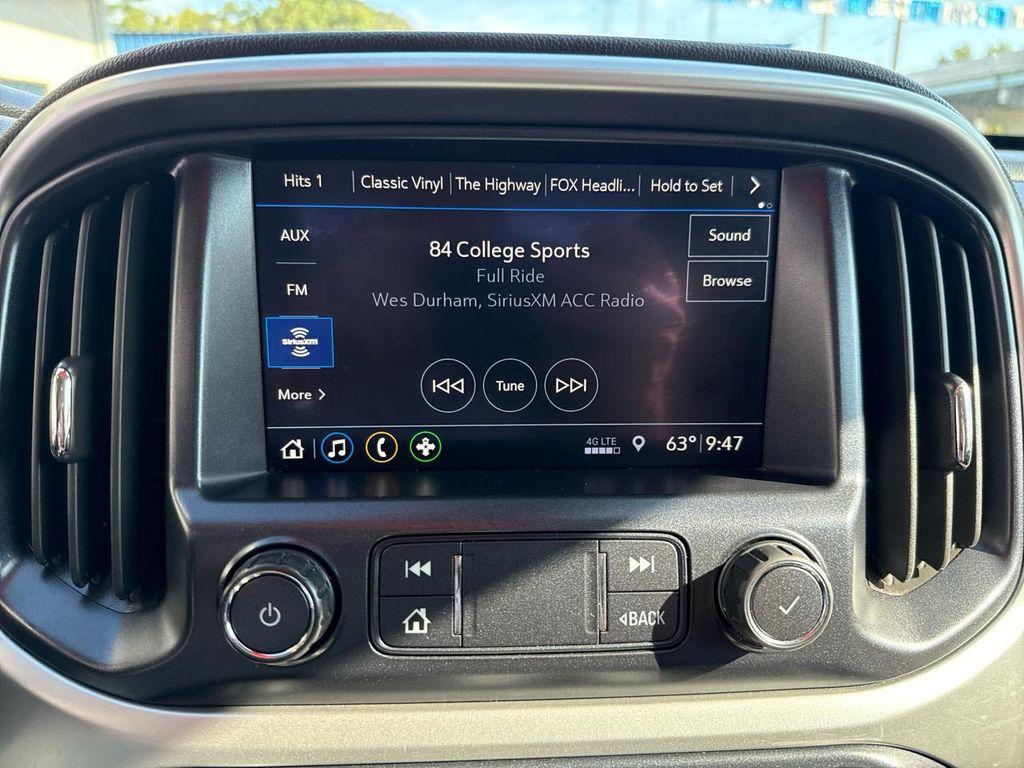 Hits 1 Classic Vinyl The Highway FOX Headli... Hold to Set
AUX
84 College Sports
Sound
Full Ride
Browse
FM
Wes Durham, SiriusXM ACC Radio
SiriusXM
Tune
More
4G LTE 63° 9:47
BACK